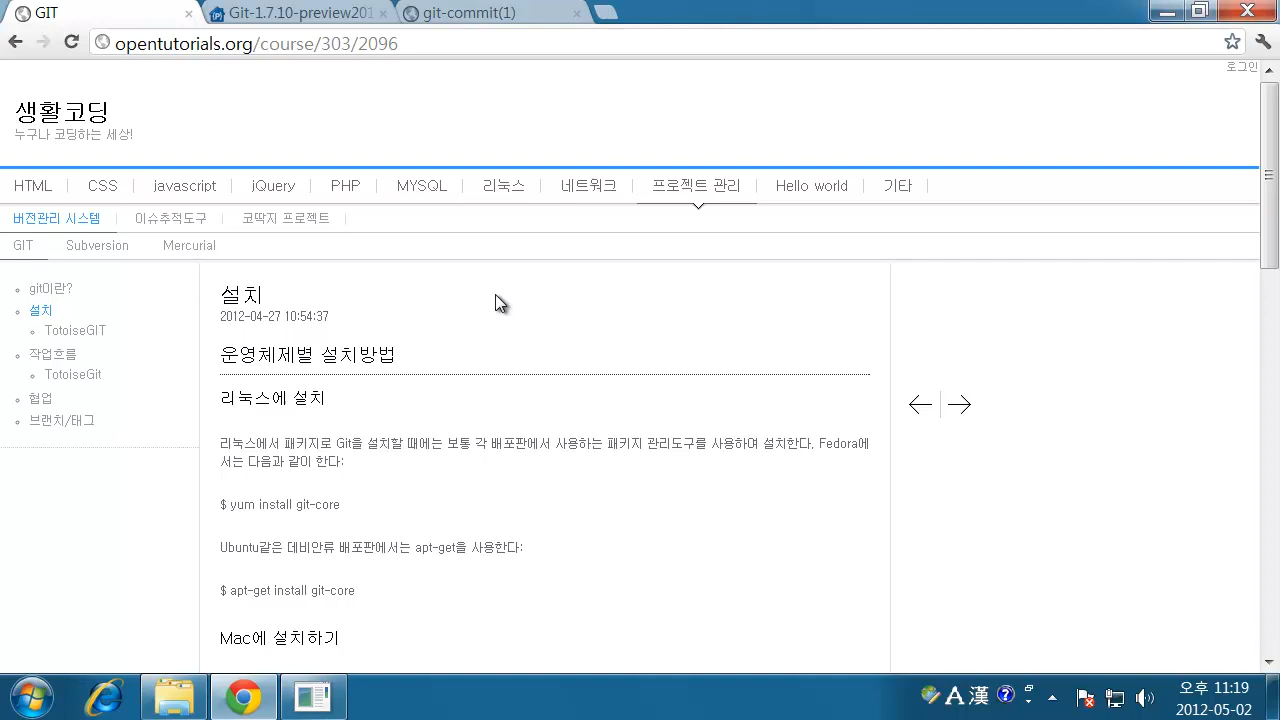 GIT
Git-1.7.10-preview201
git-commit(1)
opentutorials.org/course/303/2096
로그인
생활코딩
누구나 코딩하는 세상!
HTML CSS javascript jQuery PHP MYSQL 리눅스 네트워크 프로젝트 관리 Hello world 기타
버전관리 시스템 이슈추적도구 코딱지 프로젝트
GIT Subversion Mercurial
git이란?
설치
TotoiseGIT
작업흐름
TotoiseGit
협업
브랜치/태그
설치
2012-04-27 10:54:37
운영체제별 설치방법
리눅스에 설치
리눅스에서 패키지로 Git을 설치할 때에는 보통 각 배포판에서 사용하는 패키지 관리도구를 사용하여 설치한다. Fedora에
서는 다음과 같이 한다:
$ yum install git-core
Ubuntu같은 데비안류 배포판에서는 apt-get을 사용한다:
$ apt-get install git-core
Mac에 설치하기
A 漢
오후 11:19
2012-05-02